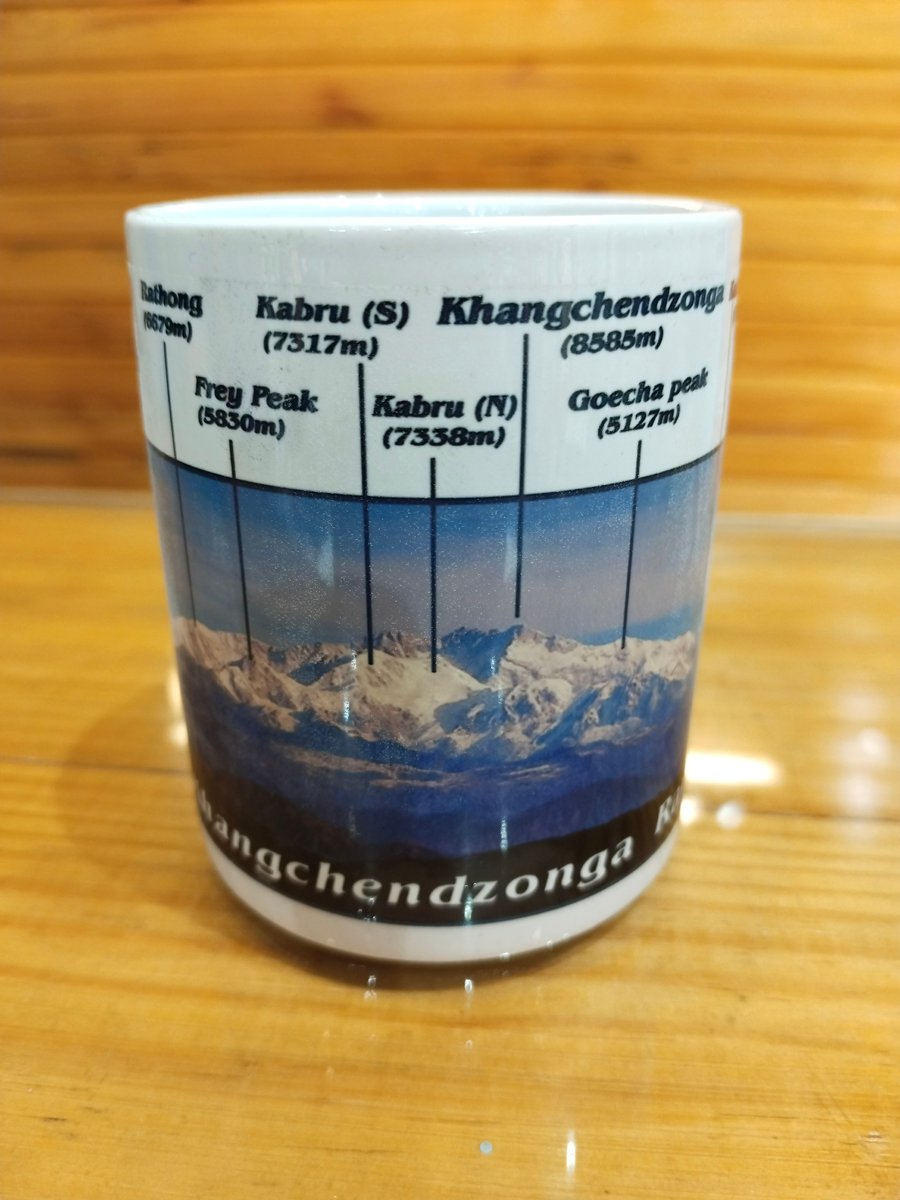 Rathong
(6679m)
Kabru (S)
(7317m)
Khangchendzonga
(8585m)
Frey Peak
(5830m)
Kabru (N)
(7338m)
Goecha peak
(5127m)
hangchendzonga